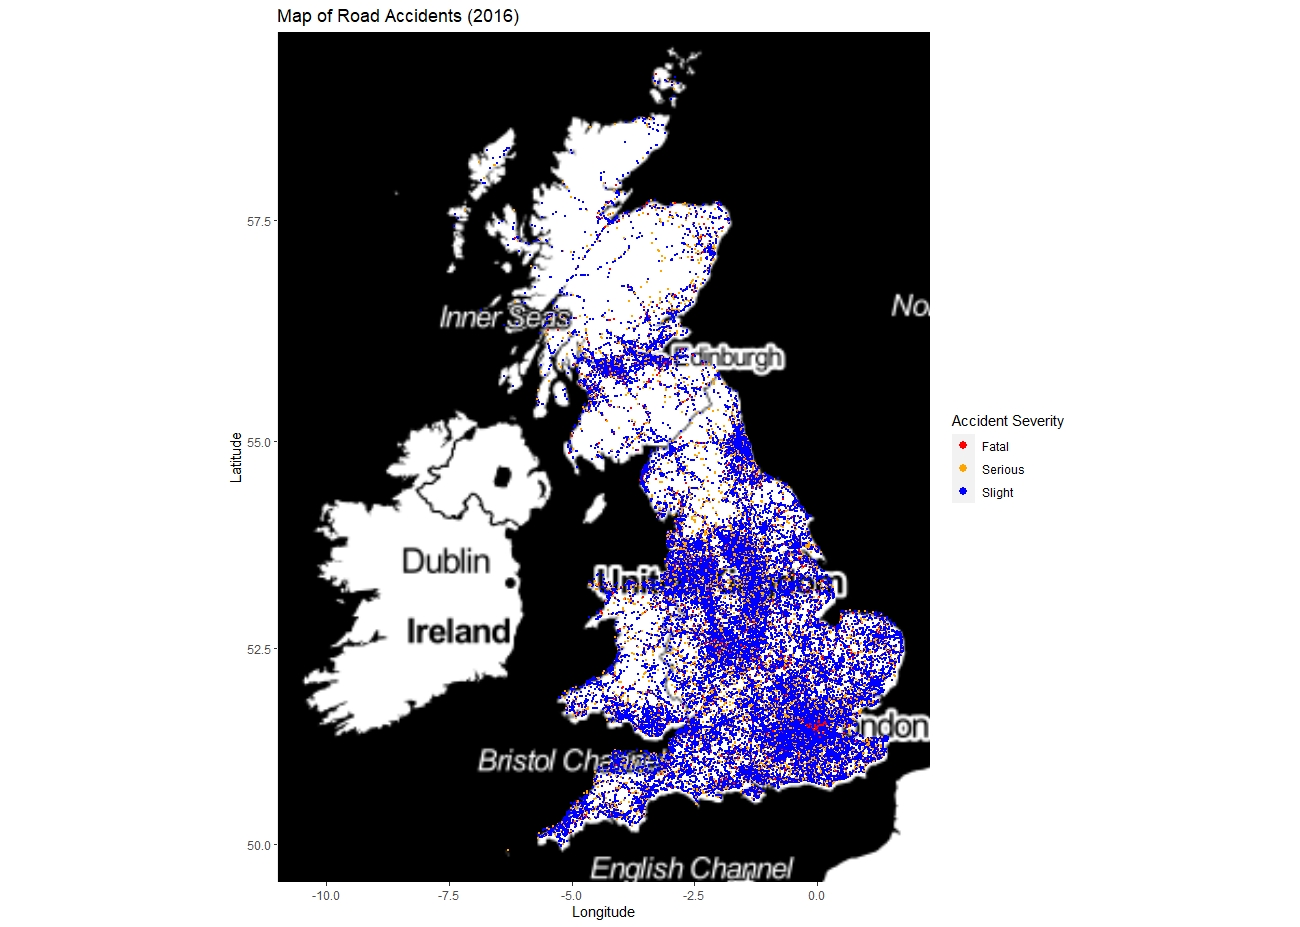 Map of Road Accidents (2016)
57.5
55.0
52.5
50.0
Latitude
Inner Seas
Edinburgh
Dublin
United Kingdom
Ireland
Bristol Channel
English Channel
-10.0
-7.5
-5.0
-2.5
0.0
Longitude
Accident Severity
Fatal
Serious
Slight